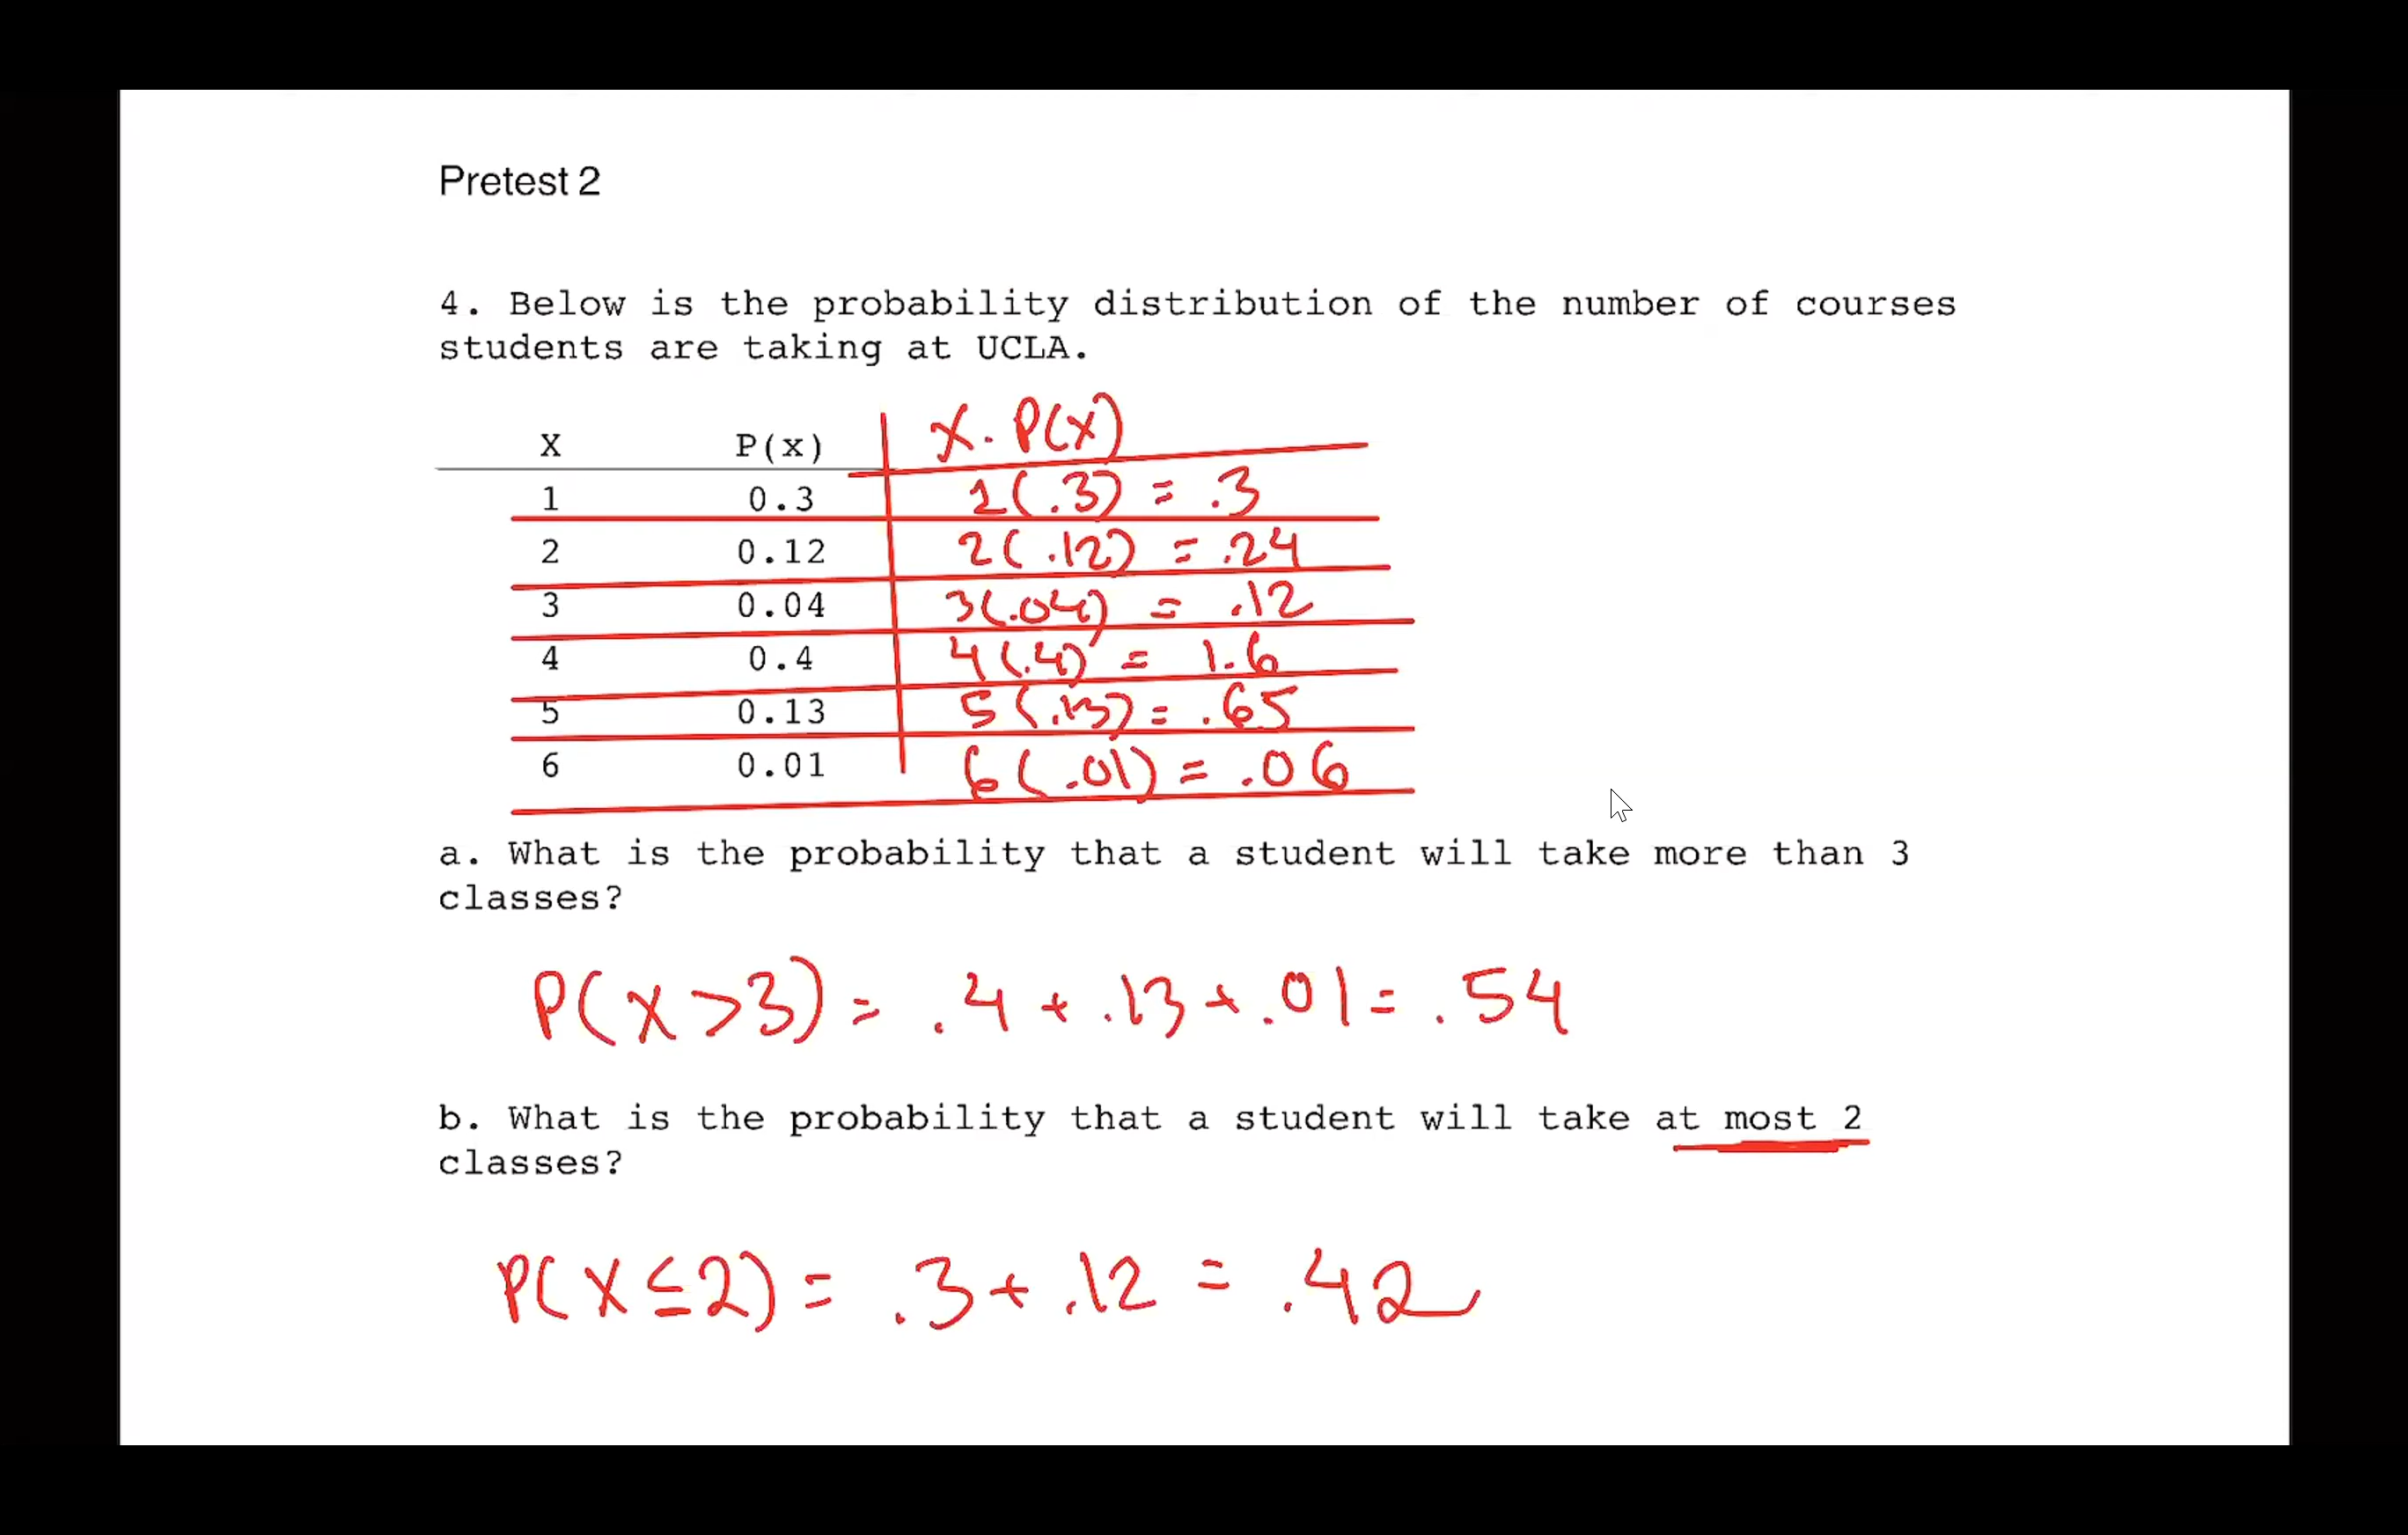 Pretest 2
4. Below is the probability distribution of the number of courses
students are taking at UCLA.
X P(x) X · P(X)
1 0.3 1(.3) = .3
2 0.12 2(.12) = .24
3 0.04 3(.04) = .12
4 0.4 4(.4) = 1.6
5 0.13 5(.13) = .65
6 0.01 6(.01) = .06
a. What is the probability that a student will take more than 3
classes?
P(X >3) = .4 + .13 + .01 = .54
b. What is the probability that a student will take at most 2
classes?
P(X ≤ 2) = .3 + .12 = .42